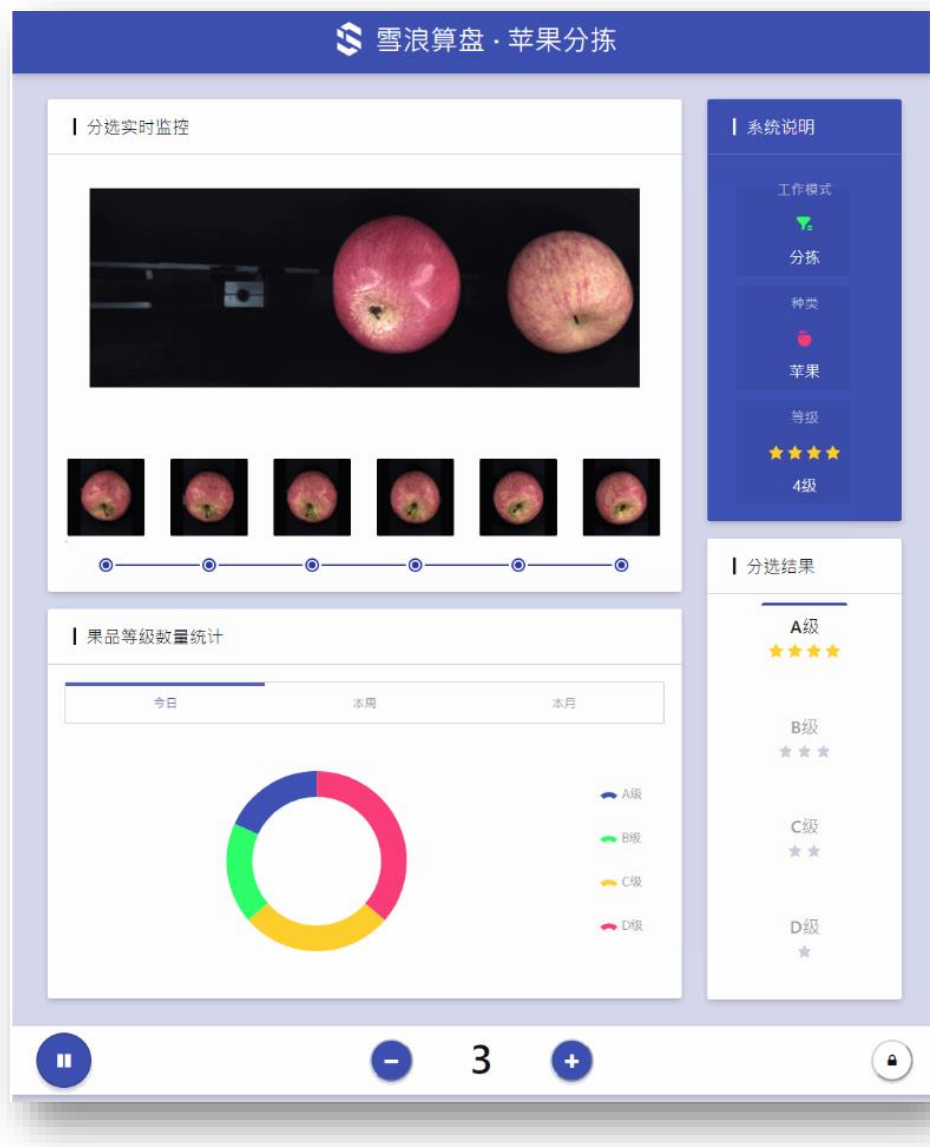 雪浪算盘 · 苹果分拣
分选实时监控
系统说明
工作模式
分拣
种类
苹果
等级
4级
果品等级数量统计
今日
本周
本月
A级
B级
C级
D级
分选结果
A级
B级
C级
D级
3